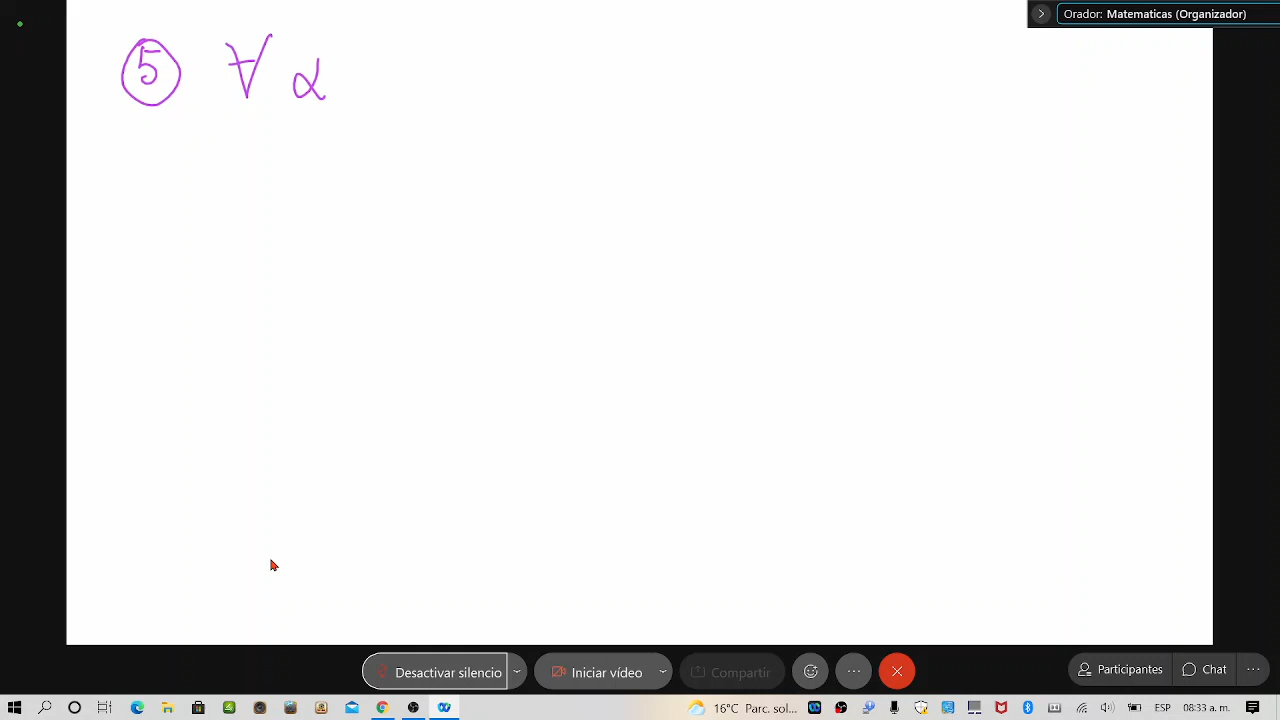 Orador: Matematicas (Organizador)
⑤ ∀ α
Desactivar silencio
Iniciar vídeo
Compartir
Participantes
Chat
16°C Parc. sol...
ESP
08:33 a. m.